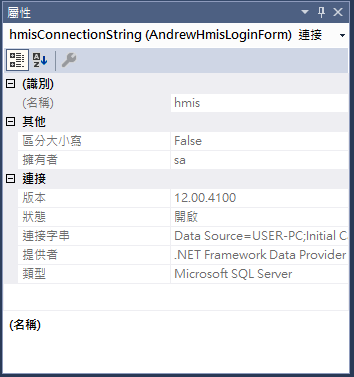 屬性
hmisConnectionString (AndrewHmisLoginForm) 連接
(識別)
(名稱) hmis
其他
區分大小寫 False
擁有者 sa
連接
版本 12.00.4100
狀態 開啟
連接字串 Data Source=USER-PC;Initial C
提供者 .NET Framework Data Provider
類型 Microsoft SQL Server
(名稱)